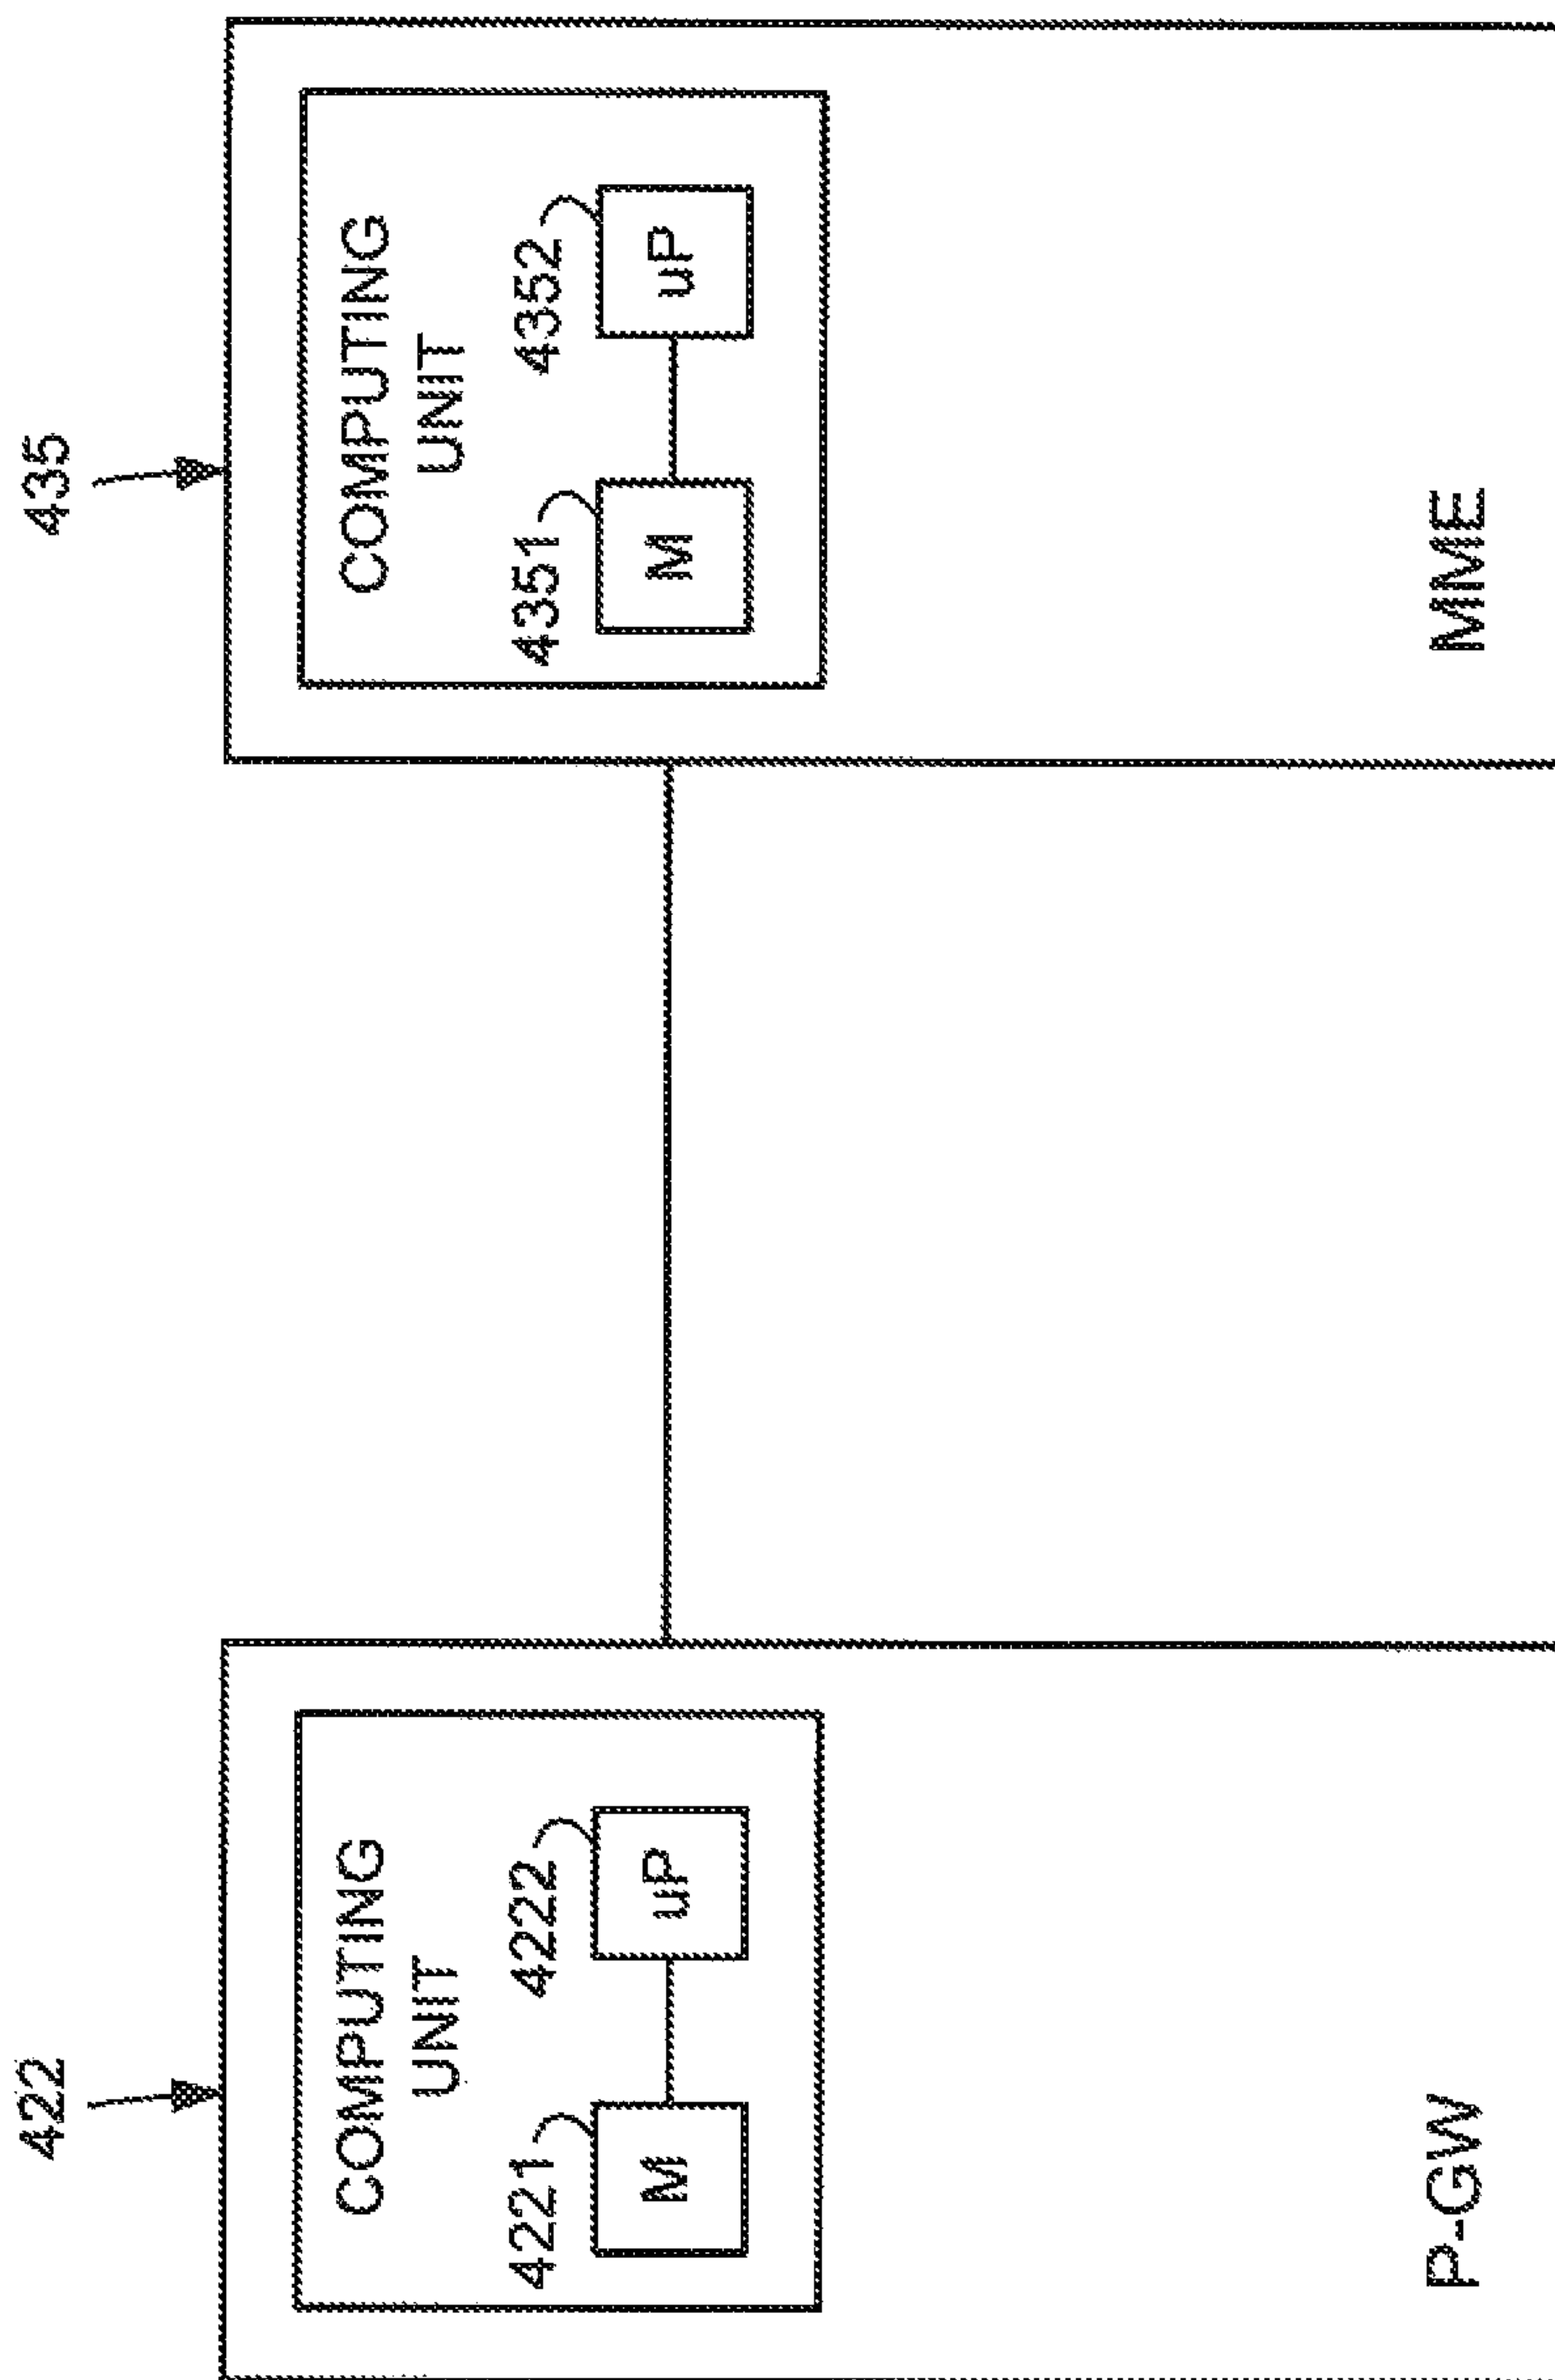 422
COMPUTING
UNIT
4221
4222
M
uP
P-GW
435
COMPUTING
UNIT
4351
4352
M
uP
MME